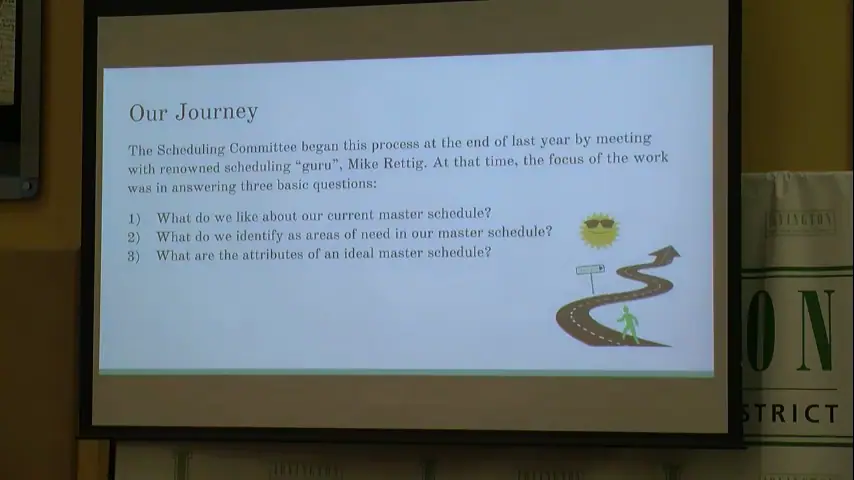 Our Journey
The Scheduling Committee began this process at the end of last year by meeting
with renowned scheduling “guru”, Mike Rettig. At that time, the focus of the work
was in answering three basic questions:
1) What do we like about our current master schedule?
2) What do we identify as areas of need in our master schedule?
3) What are the attributes of an ideal master schedule?
IRVINGTON
ON
STRICT